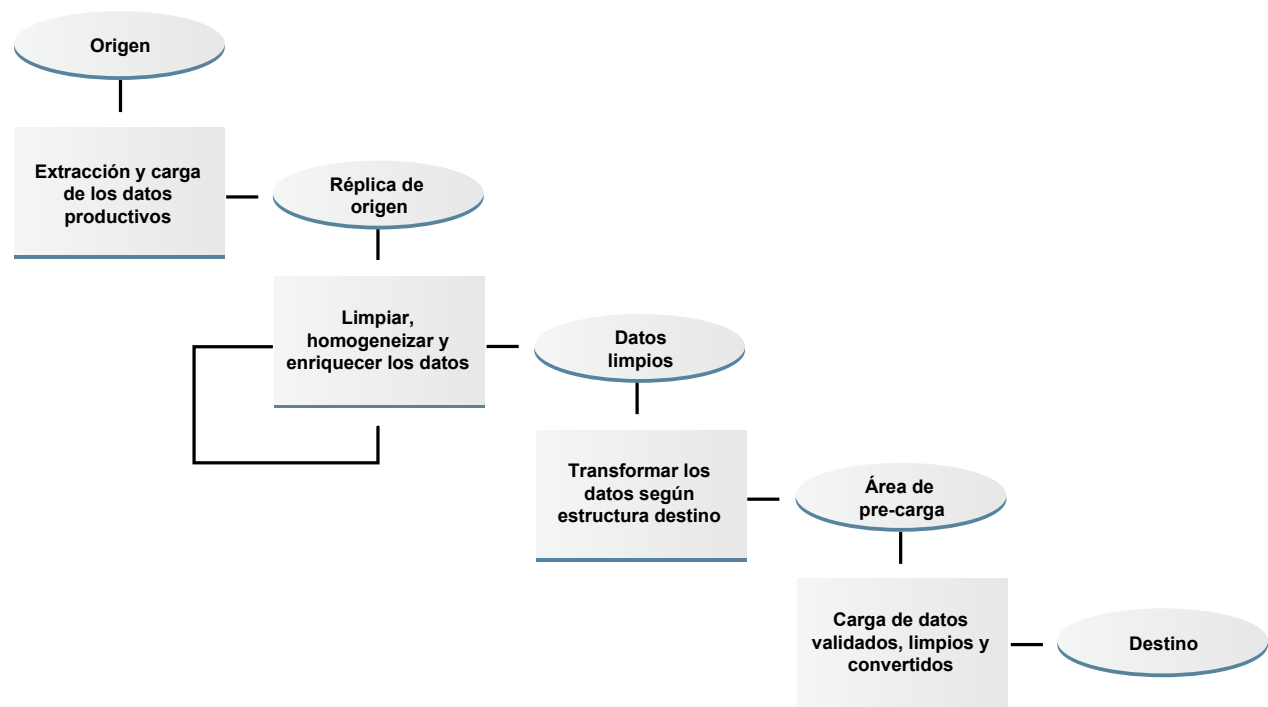 Origen
Extracción y carga
de los datos
productivos
Réplica de
origen
Limpiar,
homogeneizar y
enriquecer los datos
Datos
limpios
Transformar los
datos según
estructura destino
Área de
pre-carga
Carga de datos
validados, limpios y
convertidos
Destino